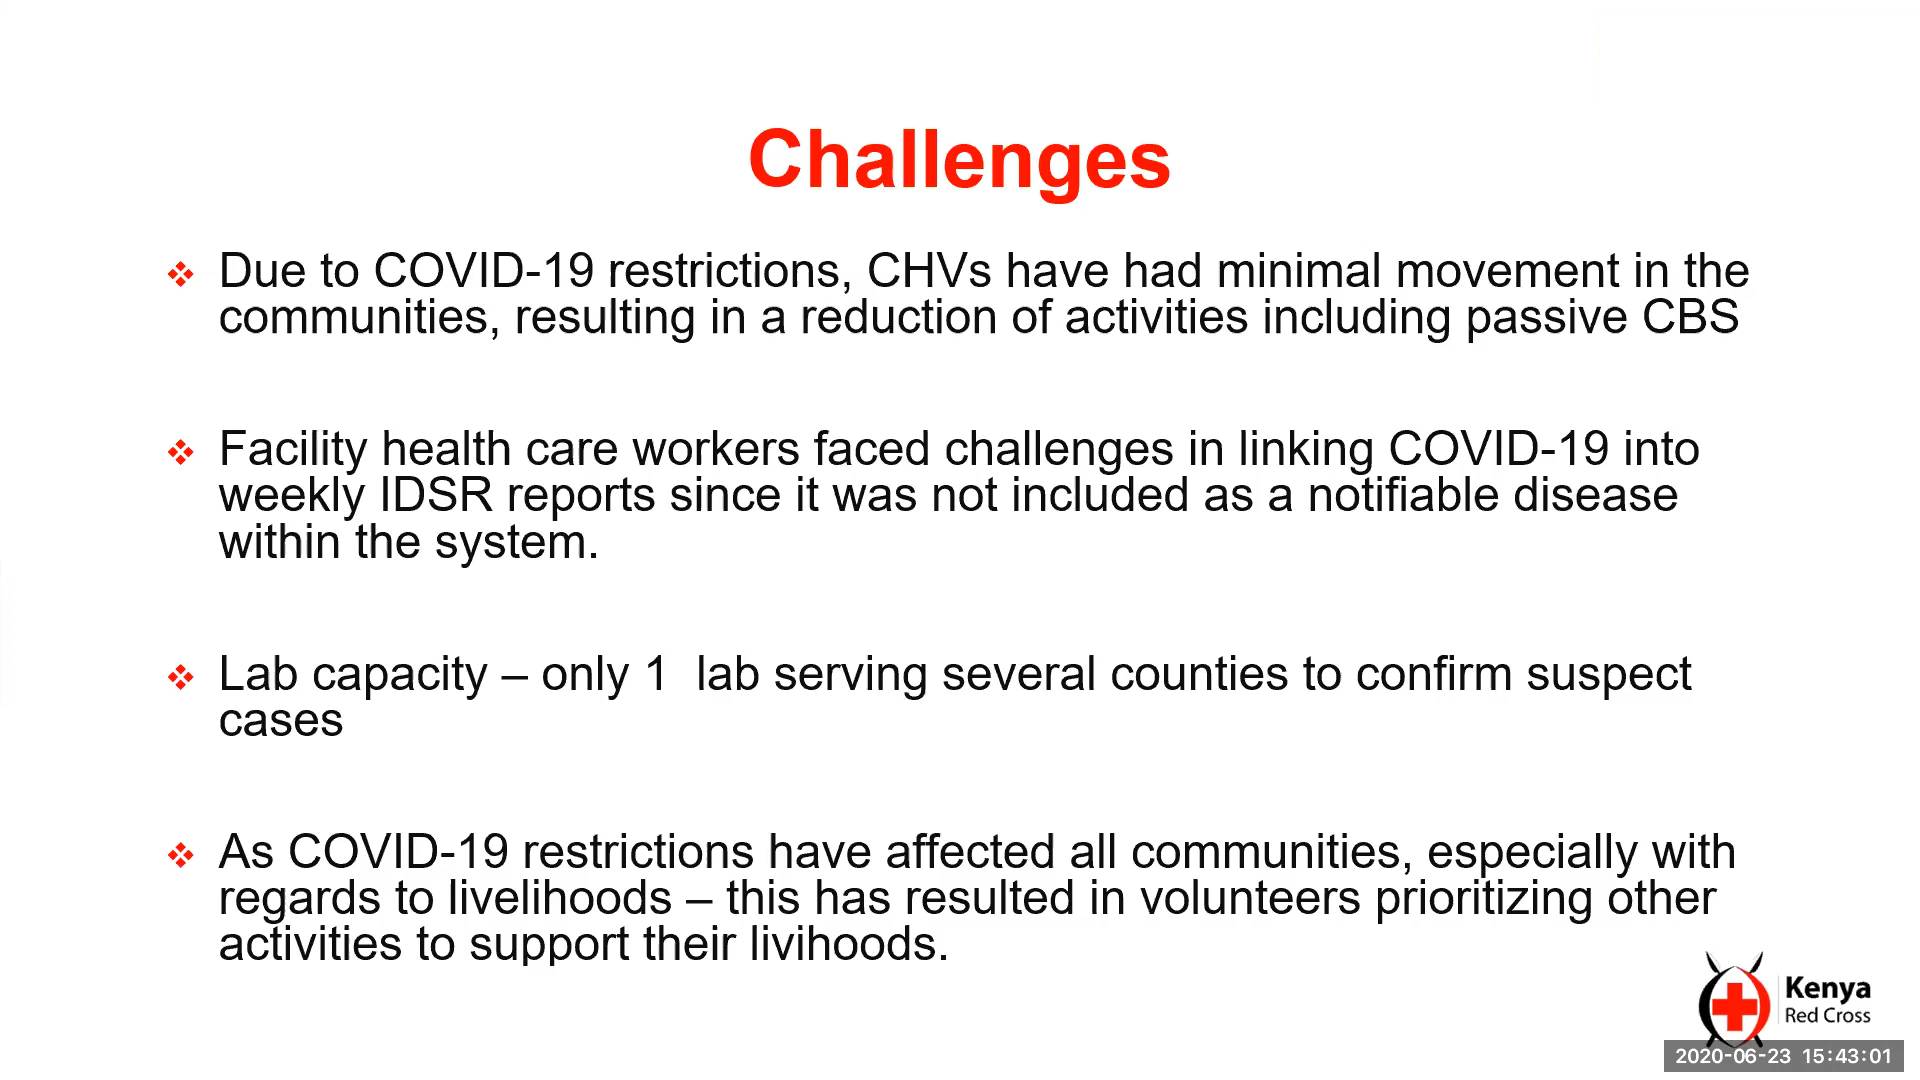 Challenges
❖ Due to COVID-19 restrictions, CHVs have had minimal movement in the
communities, resulting in a reduction of activities including passive CBS
❖ Facility health care workers faced challenges in linking COVID-19 into
weekly IDSR reports since it was not included as a notifiable disease
within the system.
❖ Lab capacity – only 1  lab serving several counties to confirm suspect
cases
❖ As COVID-19 restrictions have affected all communities, especially with
regards to livelihoods – this has resulted in volunteers prioritizing other
activities to support their livihoods.
Kenya
Red Cross
2020-06-23 15:43:01